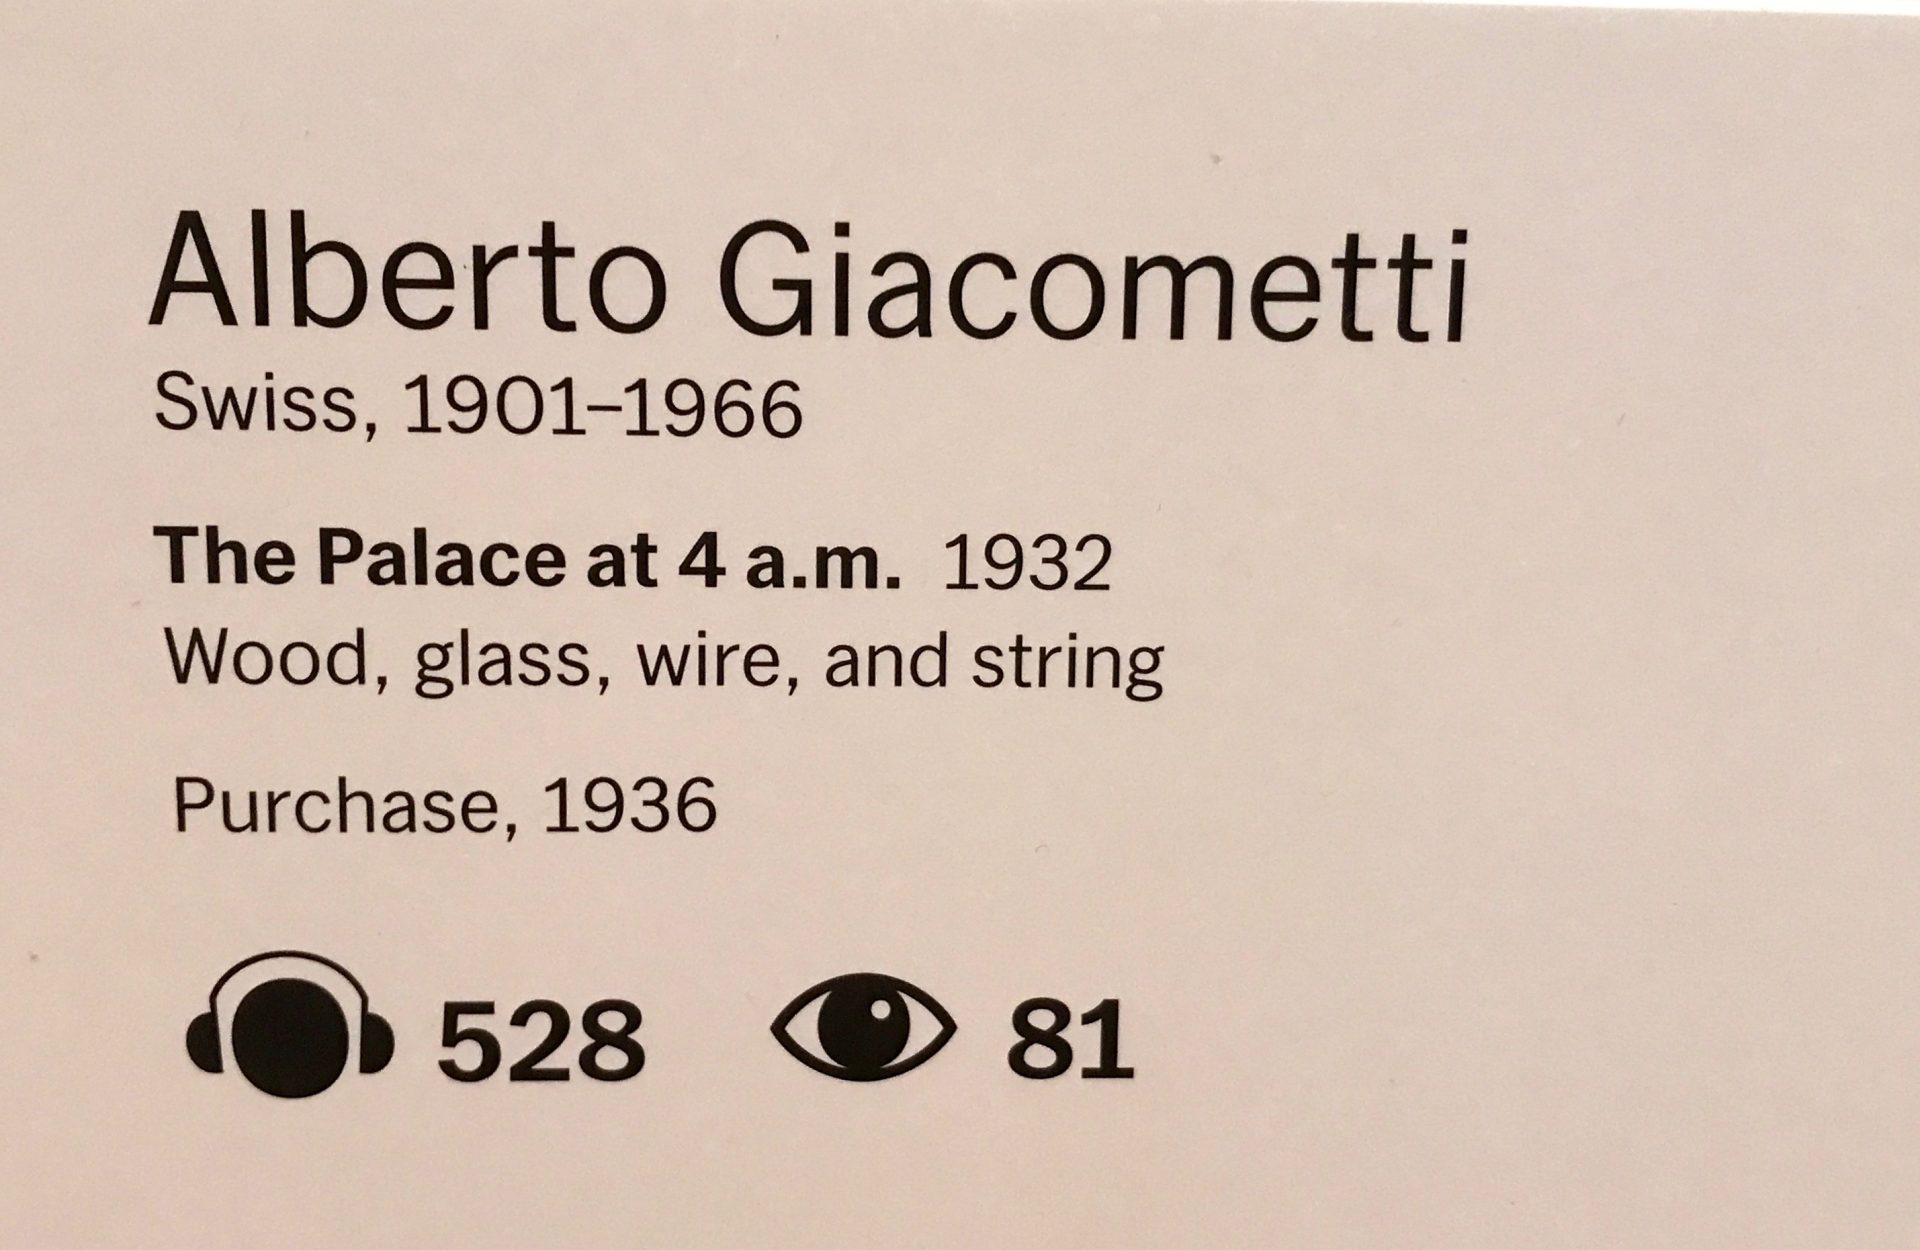 Alberto Giacometti
Swiss, 1901–1966
The Palace at 4 a.m. 1932
Wood, glass, wire, and string
Purchase, 1936
528 81